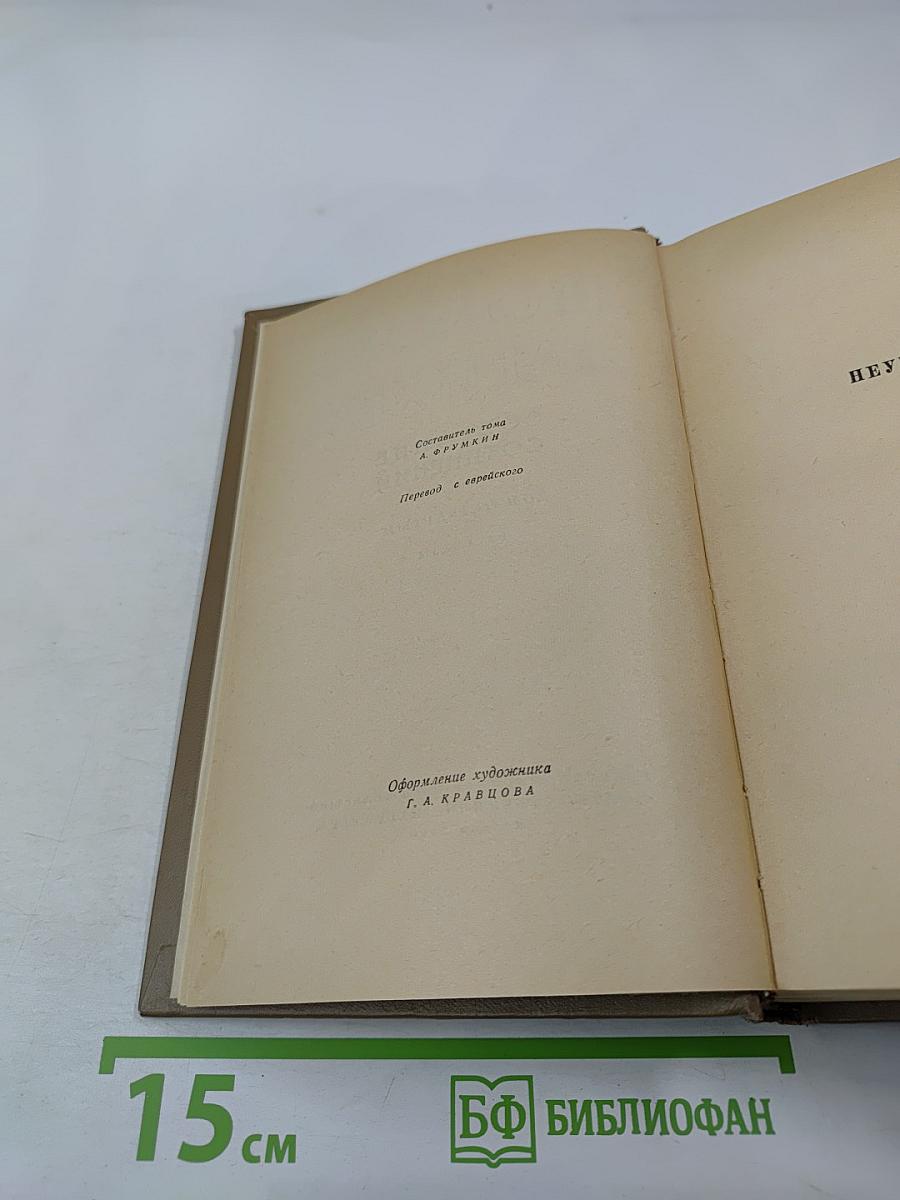 Составитель тома
А. ФРУМКИН
Перевод с еврейского
Оформление художника
Г. А. КРАВЦОВА
НЕУ
15 см
БФ БИБЛИОФАН